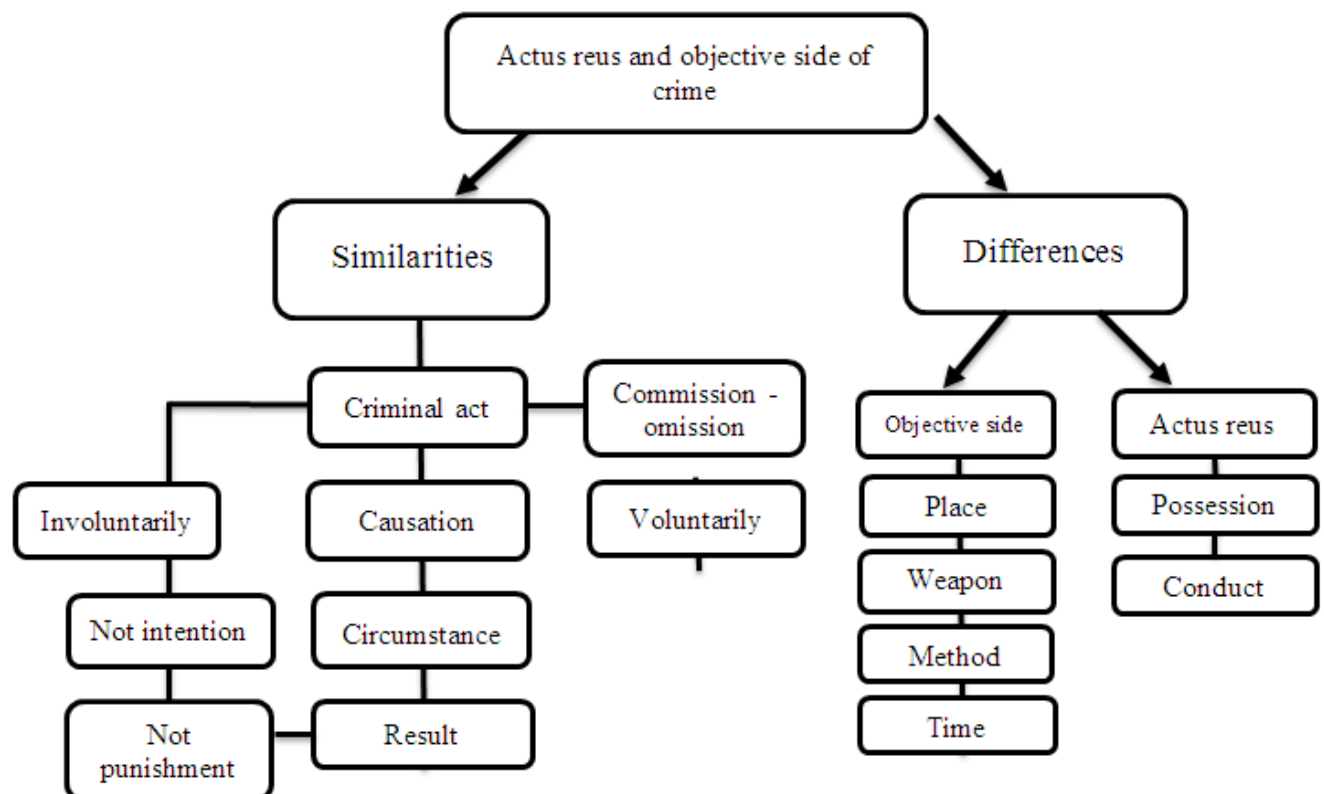 Actus reus and objective side of
crime
Similarities
Differences
Criminal act
Commission -
omission
Objective side
Actus reus
Involuntarily
Causation
Voluntarily
Place
Possession
Not intention
Circumstance
Weapon
Conduct
Method
Not
punishment
Result
Time